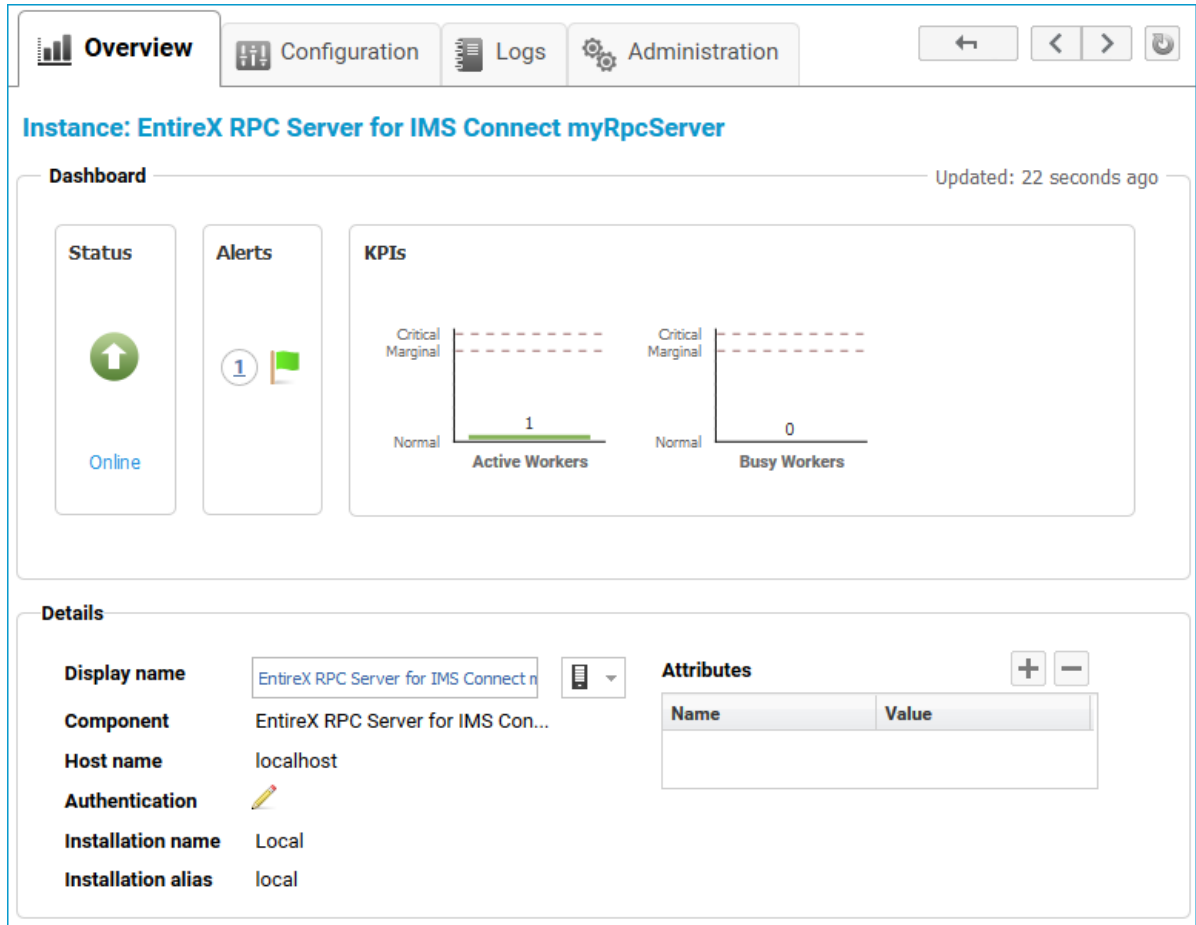 Overview
Configuration
Logs
Administration
Instance: EntireX RPC Server for IMS Connect myRpcServer
Dashboard
Updated: 22 seconds ago
Status
Alerts
KPIs
Critical
Marginal
Normal
1
Active Workers
Critical
Marginal
Normal
0
Busy Workers
1
Online
Details
Display name
EntireX RPC Server for IMS Connect
Component
EntireX RPC Server for IMS Con...
Host name
localhost
Authentication
Installation name
Local
Installation alias
local
Attributes
Name
Value